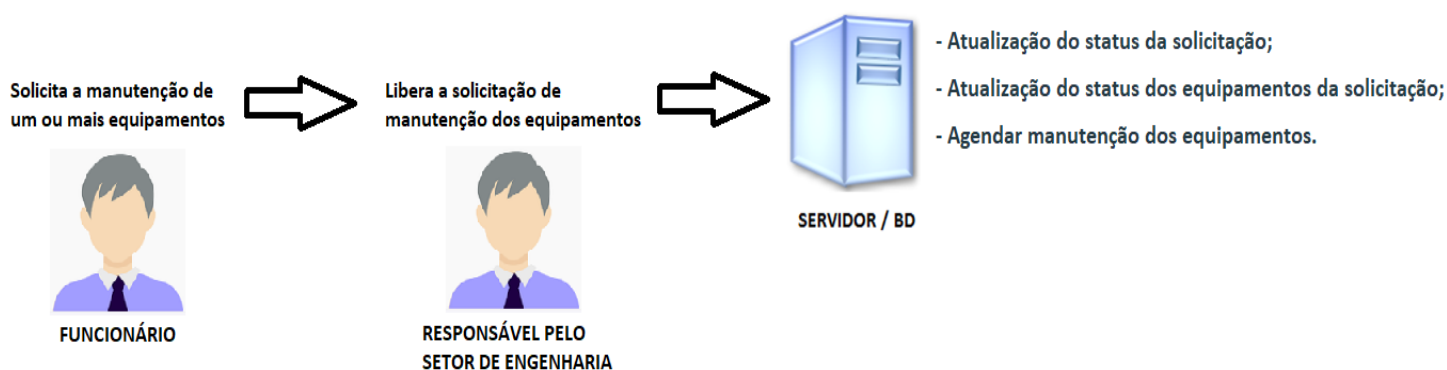 Solicita a manutenção de
um ou mais equipamentos
FUNCIONÁRIO
Libera a solicitação de
manutenção dos equipamentos
RESPONSÁVEL PELO
SETOR DE ENGENHARIA
SERVIDOR / BD
- Atualização do status da solicitação;
- Atualização do status dos equipamentos da solicitação;
- Agendar manutenção dos equipamentos.